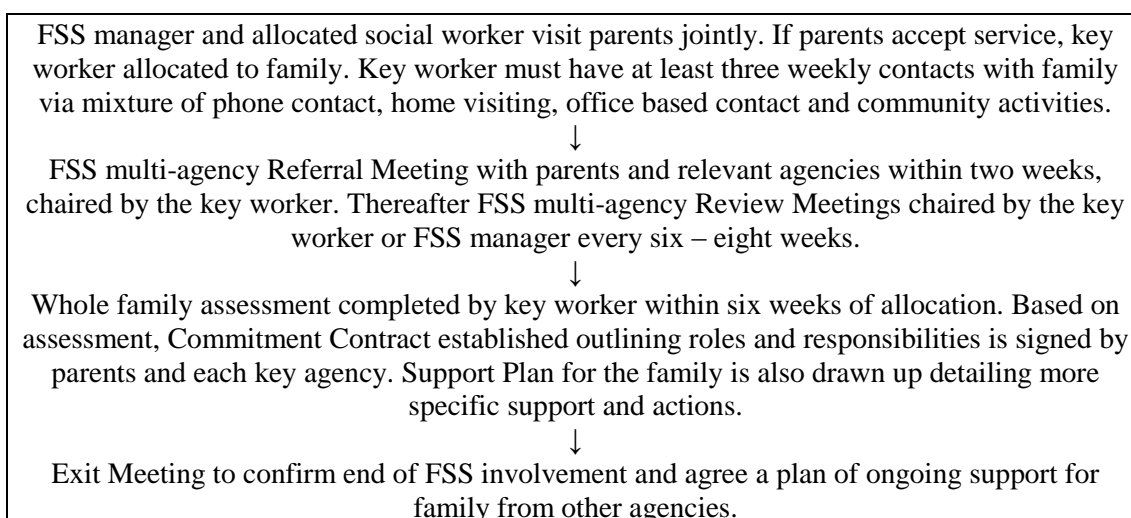 FSS manager and allocated social worker visit parents jointly. If parents accept service, key
worker allocated to family. Key worker must have at least three weekly contacts with family
via mixture of phone contact, home visiting, office based contact and community activities.
↓
FSS multi-agency Referral Meeting with parents and relevant agencies within two weeks,
chaired by the key worker. Thereafter FSS multi-agency Review Meetings chaired by the key
worker or FSS manager every six – eight weeks.
↓
Whole family assessment completed by key worker within six weeks of allocation. Based on
assessment, Commitment Contract established outlining roles and responsibilities is signed by
parents and each key agency. Support Plan for the family is also drawn up detailing more
specific support and actions.
↓
Exit Meeting to confirm end of FSS involvement and agree a plan of ongoing support for
family from other agencies.